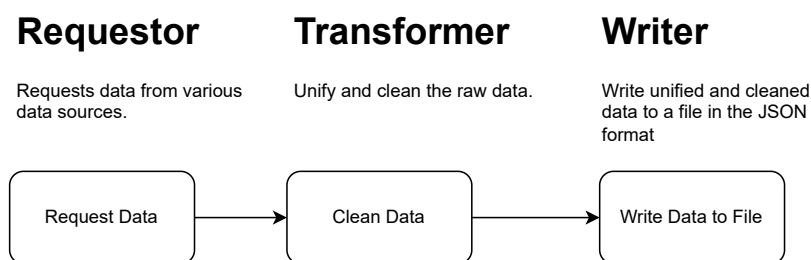 Requestor
Transformer
Writer
Requests data from various
data sources.
Unify and clean the raw data.
Write unified and cleaned
data to a file in the JSON
format
Request Data
Clean Data
Write Data to File